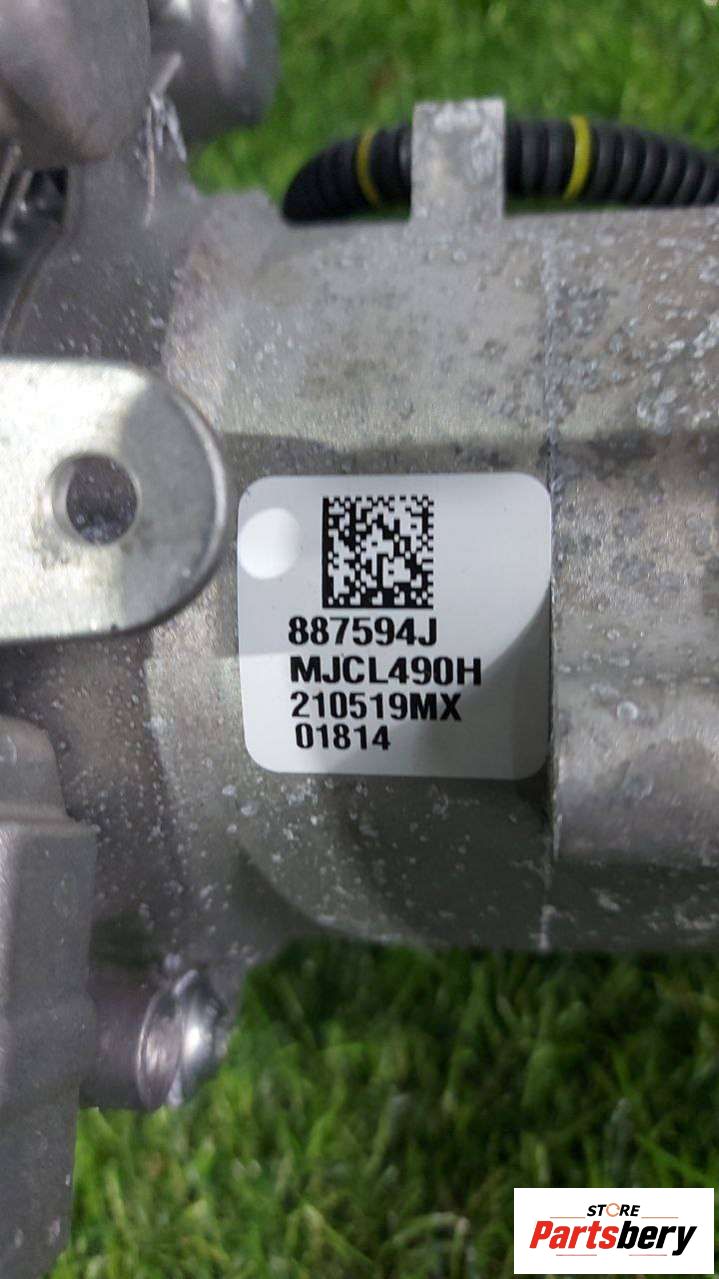 887594J
MJCL490H
210519MX
01814
STORE
Partsbery